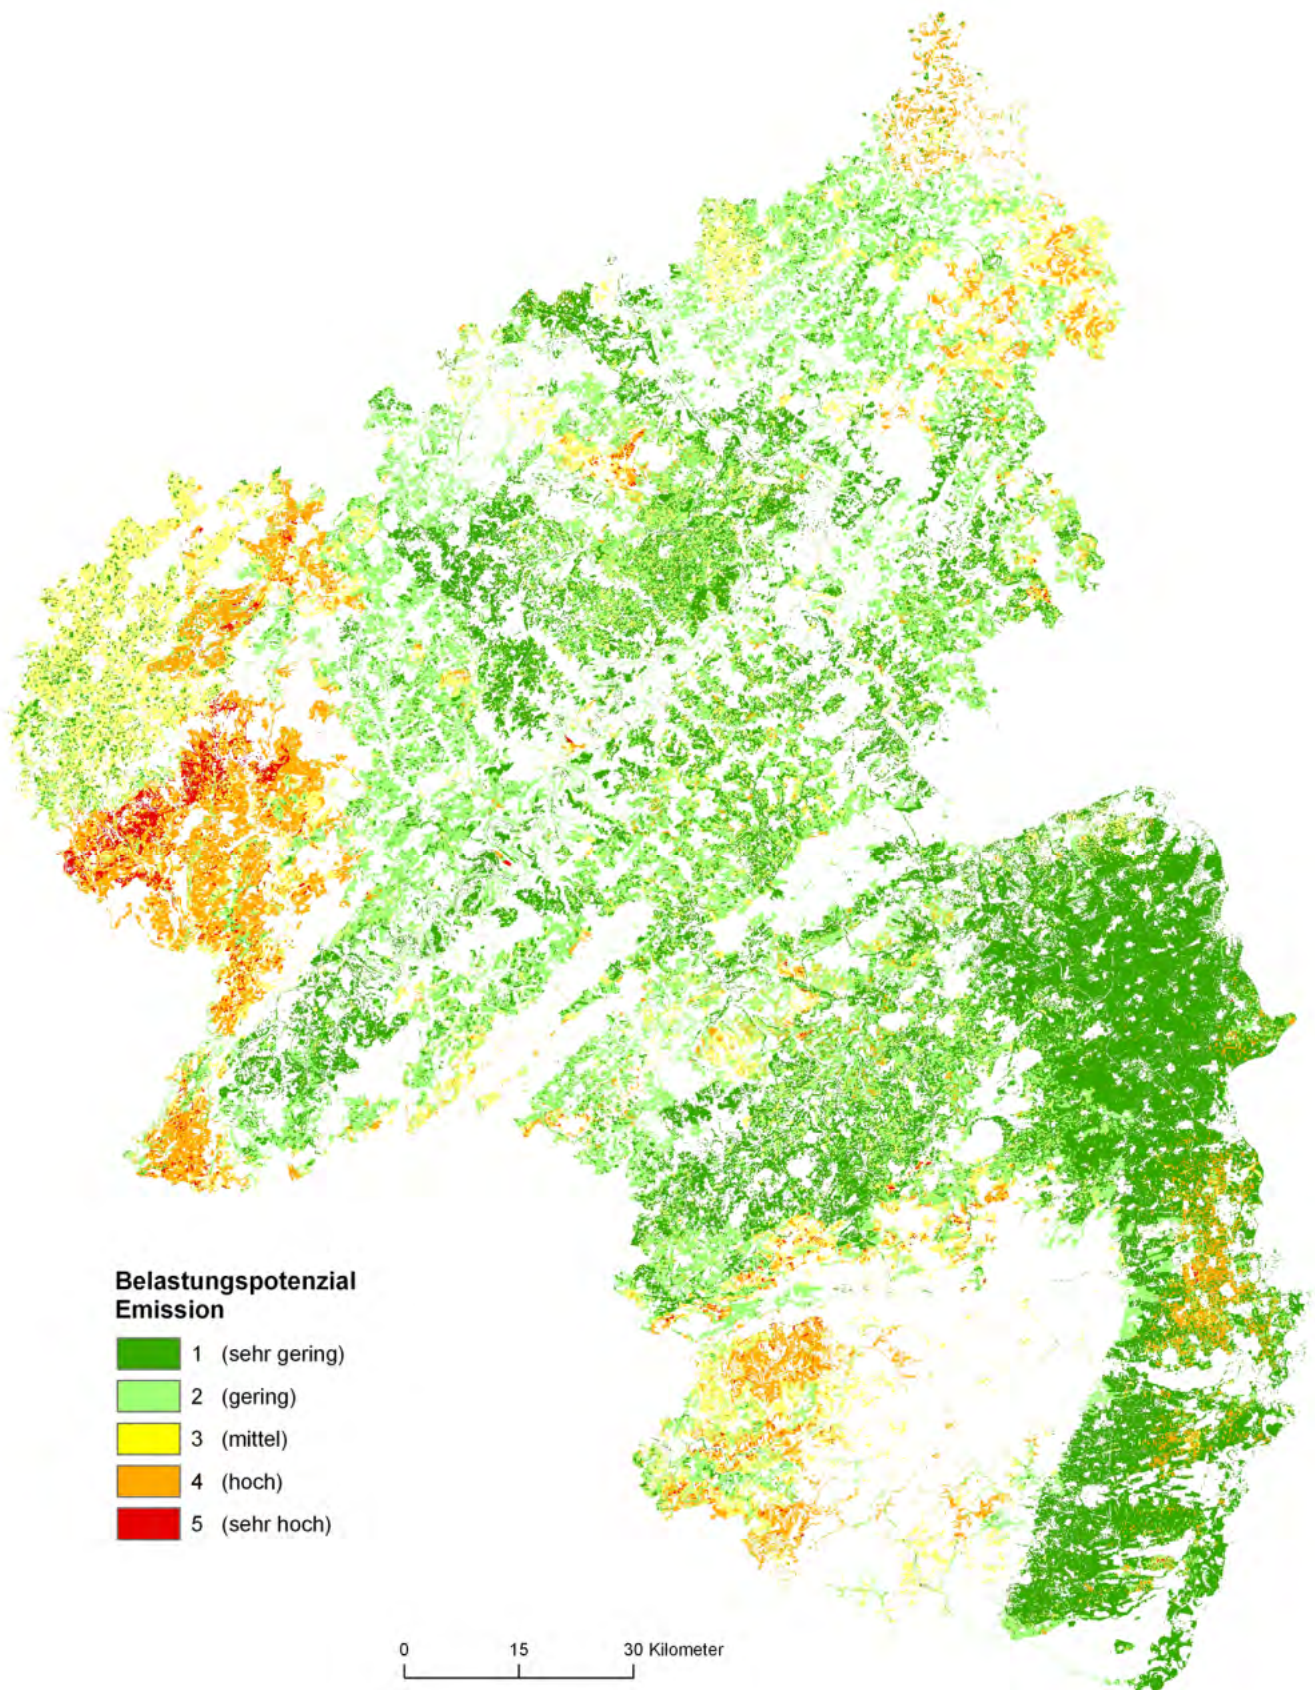 Belastungspotenzial
Emission
1 (sehr gering)
2 (gering)
3 (mittel)
4 (hoch)
5 (sehr hoch)
0 15 30 Kilometer